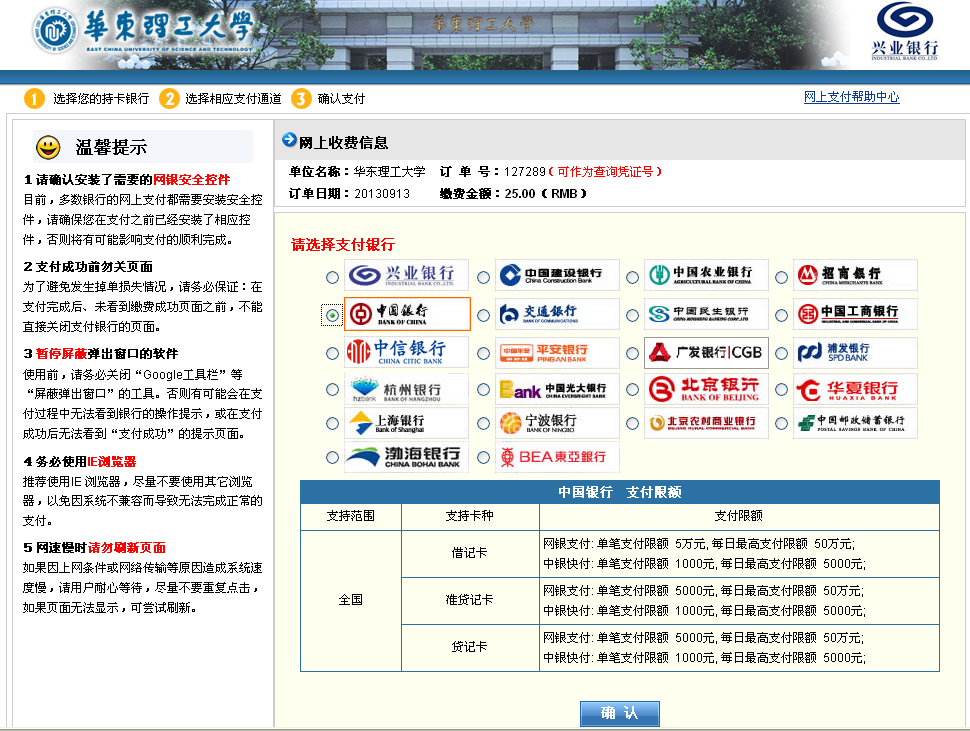 華東理工大學
EAST CHINA UNIVERSITY OF SCIENCE AND TECHNOLOGY
華東理工大學
兴业银行
INDUSTRIAL BANK CO.,LTD.
1 选择您的持卡银行 2 选择相应支付通道 3 确认支付
网上支付帮助中心
温馨提示
1 请确认安装了需要的网银安全控件
目前，多数银行的网上支付都需要安装安全控
件，请确保您在支付之前已经安装了相应控
件，否则将有可能影响支付的顺利完成。
2 支付成功前勿关页面
为了避免发生掉单损失情况，请务必保证：在
支付完成后、未看到缴费成功页面之前，不能
直接关闭支付银行的页面。
3 暂停屏蔽弹出窗口的软件
使用前，请务必关闭“Google工具栏”等
“屏蔽弹出窗口”的工具。否则有可能会在支
付过程中无法看到银行的操作提示，或在支付
成功后无法看到“支付成功”的提示页面。
4 务必使用IE浏览器
推荐使用IE 浏览器，尽量不要使用其它浏览
器，以免因系统不兼容而导致无法完成正常的
支付。
5 网速慢时请勿刷新页面
如果因上网条件或网络传输等原因造成系统速
度慢，请用户耐心等待，尽量不要重复点击，
如果页面无法显示，可尝试刷新。
网上收费信息
单位名称：华东理工大学 订 单 号：127289（可作为查询凭证号）
订单日期：20130913 缴费金额：25.00（RMB）
请选择支付银行
兴业银行
INDUSTRIAL BANK CO.,LTD.
中国建设银行
China Construction Bank
中国农业银行
AGRICULTURAL BANK OF CHINA
招商银行
CHINA MERCHANTS BANK
中国银行
BANK OF CHINA
交通银行
BANK OF COMMUNICATIONS
中国民生银行
CHINA MINSHENG BANKING CORP.,LTD.
中国工商银行
中信银行
CHINA CITIC BANK
中国平安 平安银行
PINGAN BANK
广发银行|CGB
浦发银行
SPD BANK
杭州银行
hzbank BANK OF HANGZHOU
Bank 中国光大银行
CHINA EVERBRIGHT BANK
北京银行
BANK OF BEIJING
华夏银行
HUAXIA BANK
上海银行
Bank of Shanghai
宁波银行
BANK OF NINGBO
北京农村商业银行
BEIJING RURAL COMMERCIAL BANK
中国邮政储蓄银行
POSTAL SAVINGS BANK OF CHINA
渤海银行
CHINA BOHAI BANK
BEA東亞銀行
中国银行 支付限额
支持范围 支持卡种 支付限额
全国
借记卡
网银支付: 单笔支付限额 5万元, 每日最高支付限额 50万元;
中银快付: 单笔支付限额 1000元, 每日最高支付限额 5000元;
准贷记卡
网银支付: 单笔支付限额 5000元, 每日最高支付限额 50万元;
中银快付: 单笔支付限额 1000元, 每日最高支付限额 5000元;
贷记卡
网银支付: 单笔支付限额 5000元, 每日最高支付限额 50万元;
中银快付: 单笔支付限额 1000元, 每日最高支付限额 5000元;
确 认